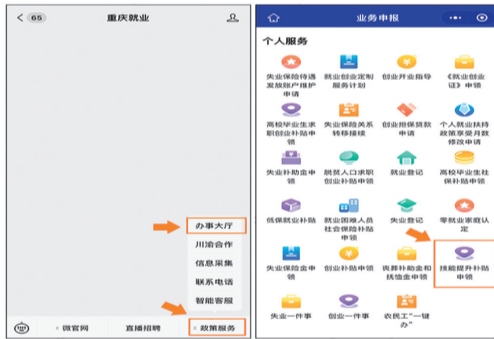 65
重庆就业
办事大厅
川渝合作
信息采集
联系电话
智能客服
微官网
直播招聘
政策服务
业务申报
个人服务
失业保险待遇
发放账户维护
申请
就业创业定制
服务计划
创业开业指导
《就业创业
证》申领
高校毕业生求
职创业补贴申
领
失业保险关系
转移接续
创业担保贷款
申请
个人就业扶持
政策享受月数
修改申请
失业补助金申
领
脱贫人口求职
创业补贴申领
就业登记
高校毕业生社
保补贴申领
低保就业补贴
就业困难人员
社会保险补贴
申领
失业登记
零就业家庭认
定
失业保险金申
领
创业补贴申领
丧葬补助金和
抚恤金申领
技能提升补贴
申领
失业一件事
创业一件事
农民工“一键
办”